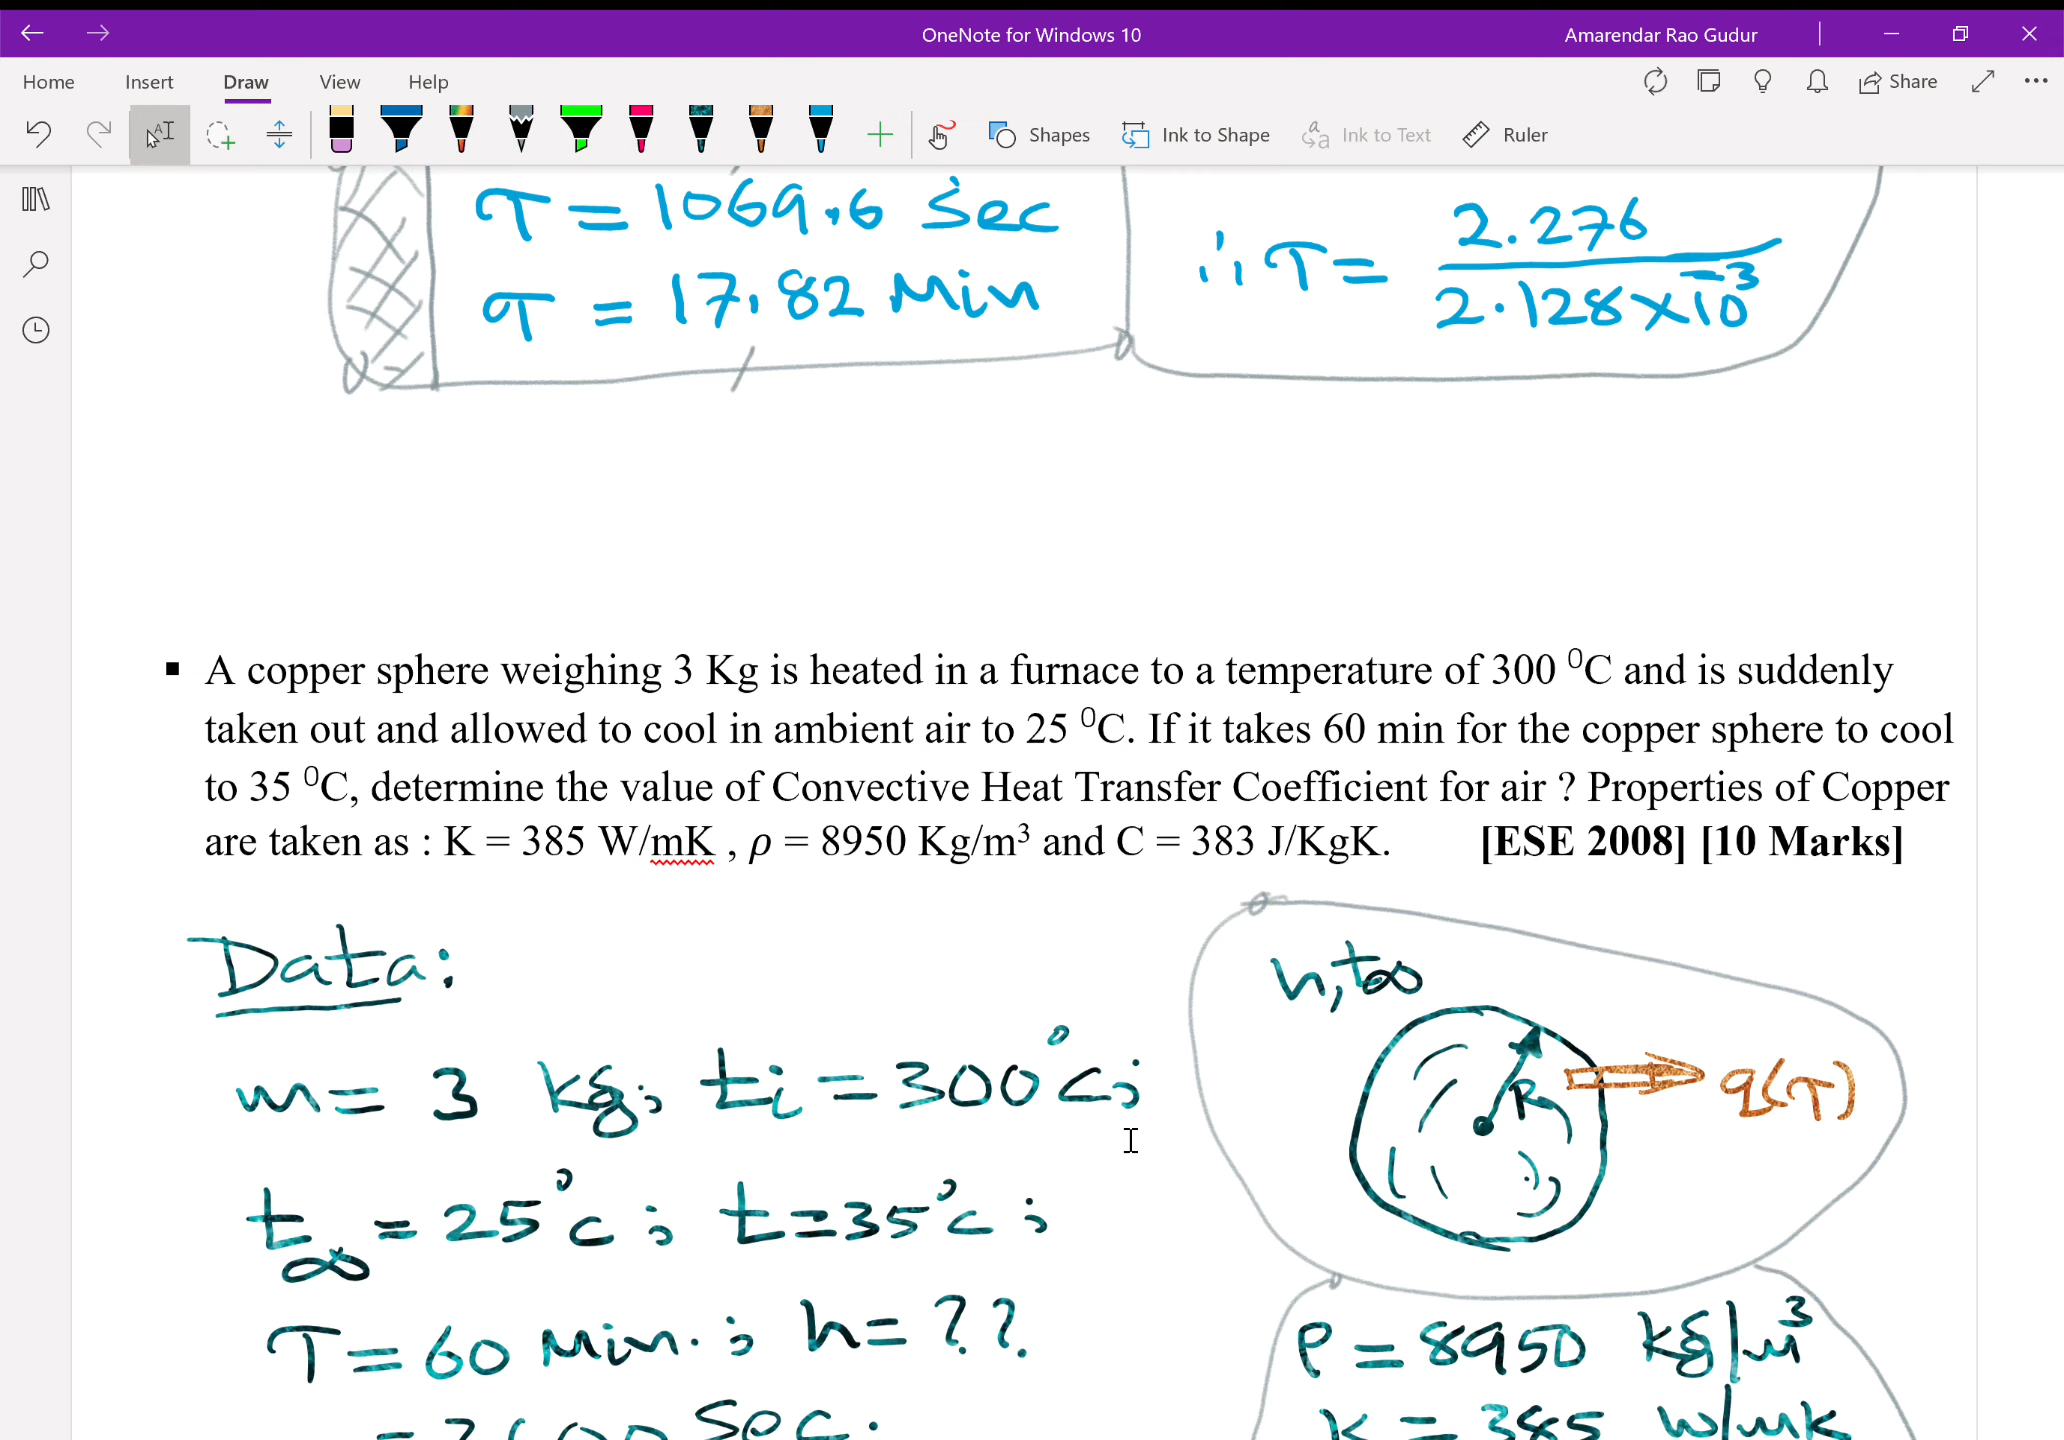 OneNote for Windows 10
Amarendar Rao Gudur
Home Insert Draw View Help
Share
Shapes Ink to Shape Ink to Text Ruler
τ = 1069.6 Sec
τ = 17.82 Min
∴ τ = 2.276
2.128 × 10⁻³
▪ A copper sphere weighing 3 Kg is heated in a furnace to a temperature of 300 ⁰C and is suddenly
taken out and allowed to cool in ambient air to 25 ⁰C. If it takes 60 min for the copper sphere to cool
to 35 ⁰C, determine the value of Convective Heat Transfer Coefficient for air ? Properties of Copper
are taken as : K = 385 W/mK , ρ = 8950 Kg/m³ and C = 383 J/KgK. [ESE 2008] [10 Marks]
Data:
m = 3 kg; ti = 300°C;
t∞ = 25°C; t = 35°C;
τ = 60 Min.; h = ??
= 3600 Sec.
h, t∞
R
q(τ)
ρ = 8950 kg/m³
K = 385 W/mK